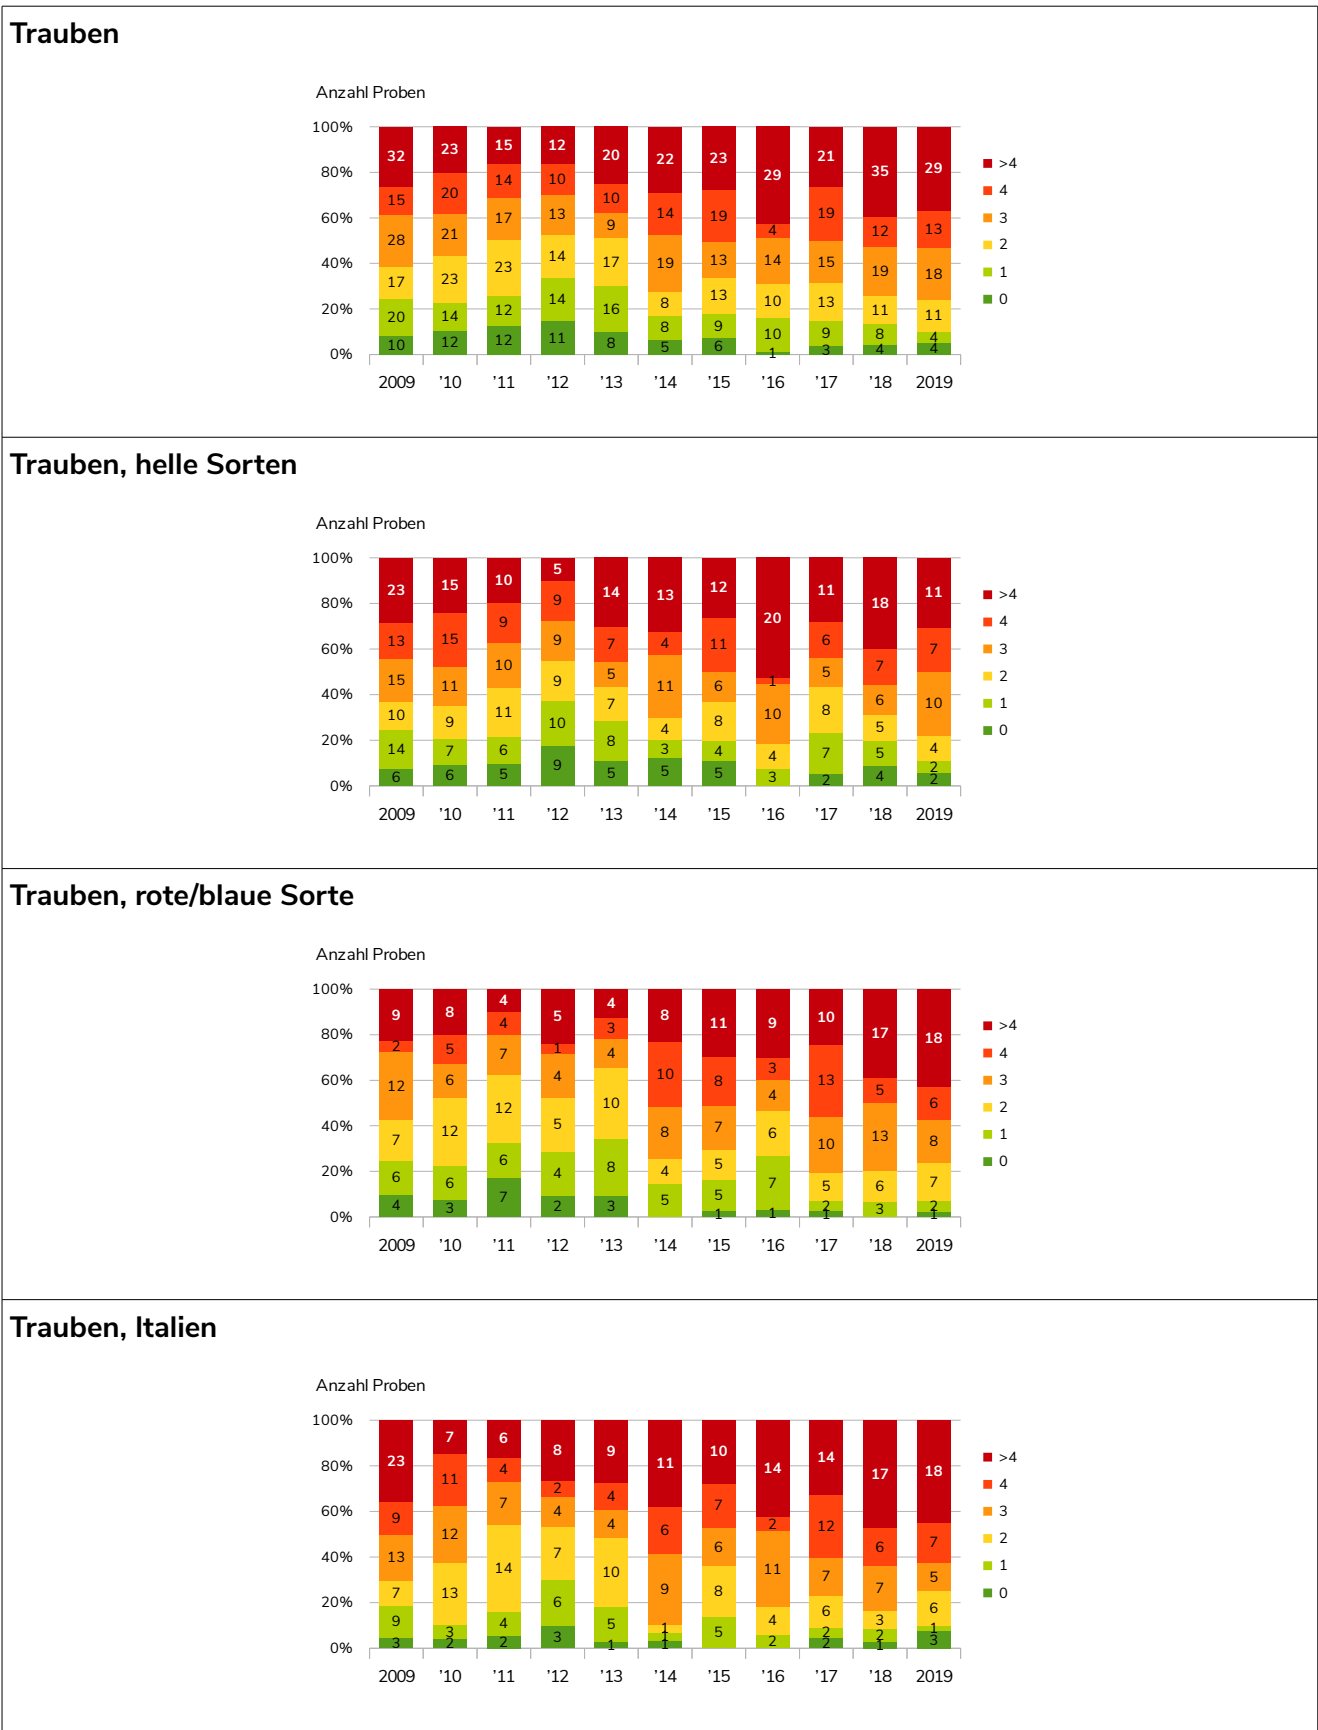 Trauben
Anzahl Proben
100%
80%
60%
40%
20%
0%
32 23 15 12 20 22 23 29 21 35 29
15 20 14 10 10 14 19 4 19 12 13
28 21 17 13 9 19 13 14 15 19 18
17 23 23 14 17 8 13 10 13 11 11
20 14 12 14 16 8 9 10 9 8 4
10 12 12 11 8 5 6 1 3 4 4
2009 ’10 ’11 ’12 ’13 ’14 ’15 ’16 ’17 ’18 2019
>4
4
3
2
1
0
Trauben, helle Sorten
Anzahl Proben
100%
80%
60%
40%
20%
0%
23 15 10 5 14 13 12 20 11 18 11
13 15 9 9 7 4 11 1 6 7 7
15 11 10 9 5 11 6 10 5 6 10
10 9 11 9 7 4 8 4 8 5 4
14 7 6 10 8 3 4 3 7 5 2
6 6 5 9 5 5 5 2 4 2
2009 ’10 ’11 ’12 ’13 ’14 ’15 ’16 ’17 ’18 2019
>4
4
3
2
1
0
Trauben, rote/blaue Sorte
Anzahl Proben
100%
80%
60%
40%
20%
0%
9 8 4 5 4 8 11 9 10 17 18
2 5 4 1 3 10 8 3 13 5 6
12 6 7 4 4 8 7 4 10 13 8
7 12 12 5 10 4 5 6 5 6 7
6 6 6 4 8 5 5 7 2 3 2
4 3 7 2 3 1 1 1 1
2009 ’10 ’11 ’12 ’13 ’14 ’15 ’16 ’17 ’18 2019
>4
4
3
2
1
0
Trauben, Italien
Anzahl Proben
100%
80%
60%
40%
20%
0%
23 7 6 8 9 11 10 14 14 17 18
9 11 4 2 4 6 7 2 12 6 7
13 12 7 4 4 9 6 11 7 7 5
7 13 14 7 10 1 8 4 6 3 6
9 3 4 6 5 1 5 2 2 2 1
3 2 2 3 1 1 2 1 3
2009 ’10 ’11 ’12 ’13 ’14 ’15 ’16 ’17 ’18 2019
>4
4
3
2
1
0